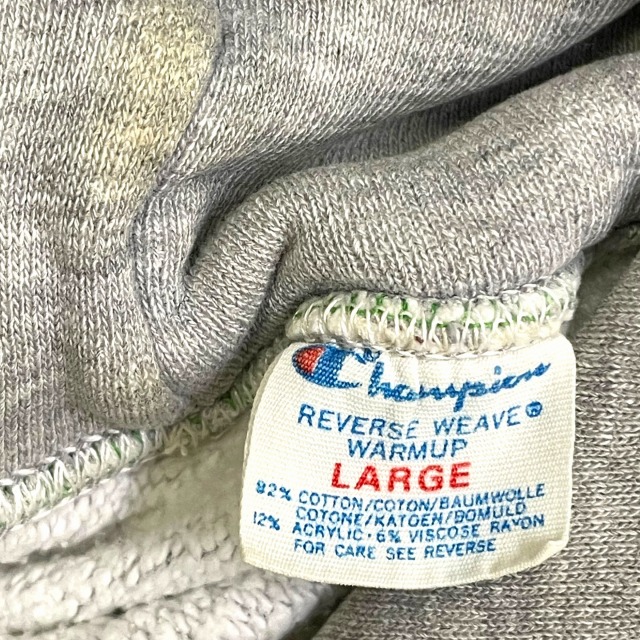 Champion
REVERSE WEAVE®
WARMUP
LARGE
82% COTTON/COTON/BAUMWOLLE
COTONE/KATOEN/BOMULD
12% ACRYLIC · 6% VISCOSE RAYON
FOR CARE SEE REVERSE